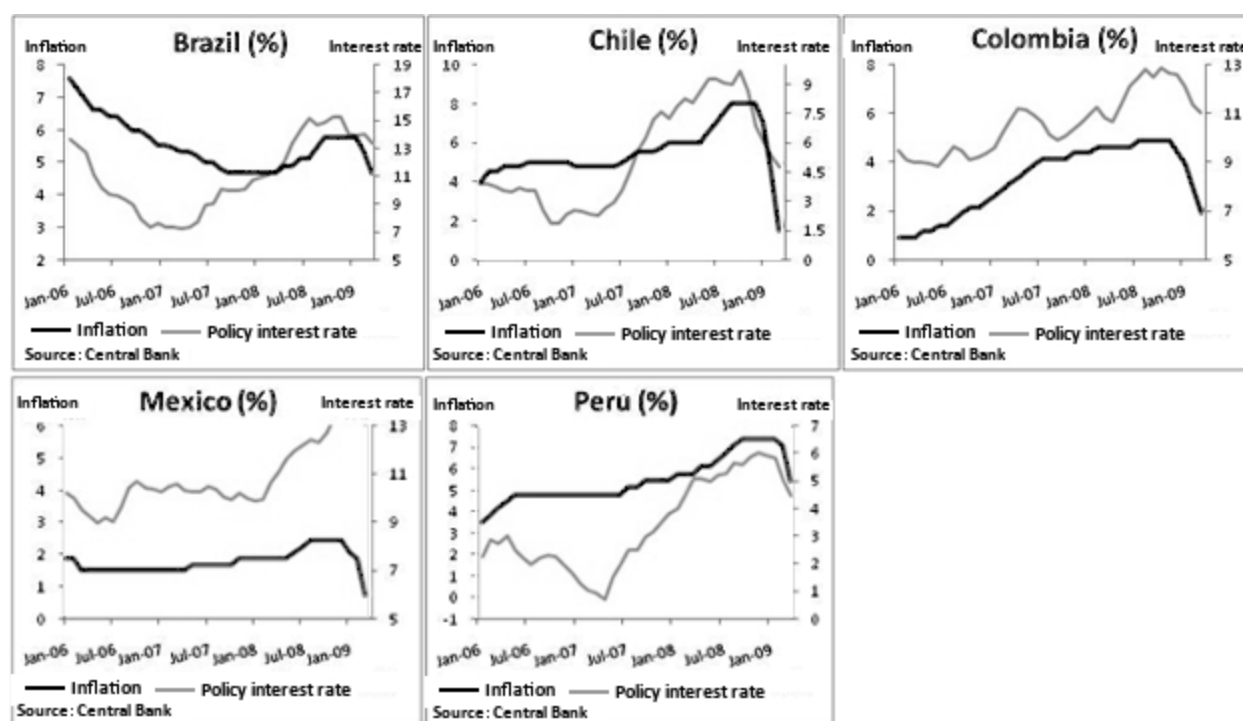 Brazil (%)
Inflation
Interest rate
8
7
6
5
4
3
2
19
17
15
13
11
9
7
5
Jan-06
Jul-06
Jan-07
Jul-07
Jan-08
Jul-08
Jan-09
Inflation
Policy interest rate
Source: Central Bank
Chile (%)
Inflation
Interest rate
10
8
6
4
2
0
9
7.5
6
4.5
3
1.5
0
Jan-06
Jul-06
Jan-07
Jul-07
Jan-08
Jul-08
Jan-09
Inflation
Policy interest rate
Source: Central Bank
Colombia (%)
Inflation
Interest rate
8
6
4
2
0
13
11
9
7
5
Jan-06
Jul-06
Jan-07
Jul-07
Jan-08
Jul-08
Jan-09
Inflation
Policy interest rate
Source: Central Bank
Mexico (%)
Inflation
Interest rate
6
5
4
3
2
1
0
13
11
9
7
5
Jan-06
Jul-06
Jan-07
Jul-07
Jan-08
Jul-08
Jan-09
Inflation
Policy interest rate
Source: Central Bank
Peru (%)
Inflation
Interest rate
8
7
6
5
4
3
2
1
0
-1
7
6
5
4
3
2
1
0
Jan-06
Jul-06
Jan-07
Jul-07
Jan-08
Jul-08
Jan-09
Inflation
Policy interest rate
Source: Central Bank